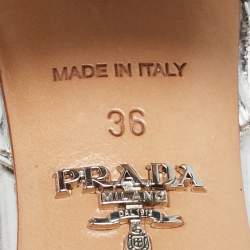 MADE IN ITALY
36
PRADA
MILANO
DAL 1913